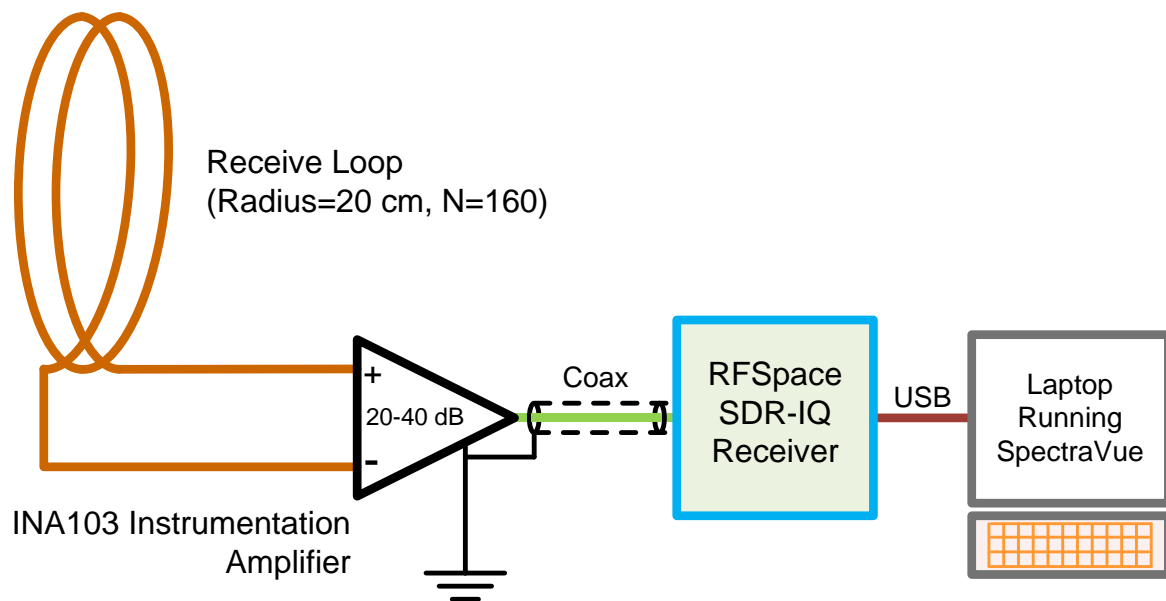 Receive Loop
(Radius=20 cm, N=160)
+
20-40 dB
-
INA103 Instrumentation
Amplifier
Coax
RFSpace
SDR-IQ
Receiver
USB
Laptop
Running
SpectraVue